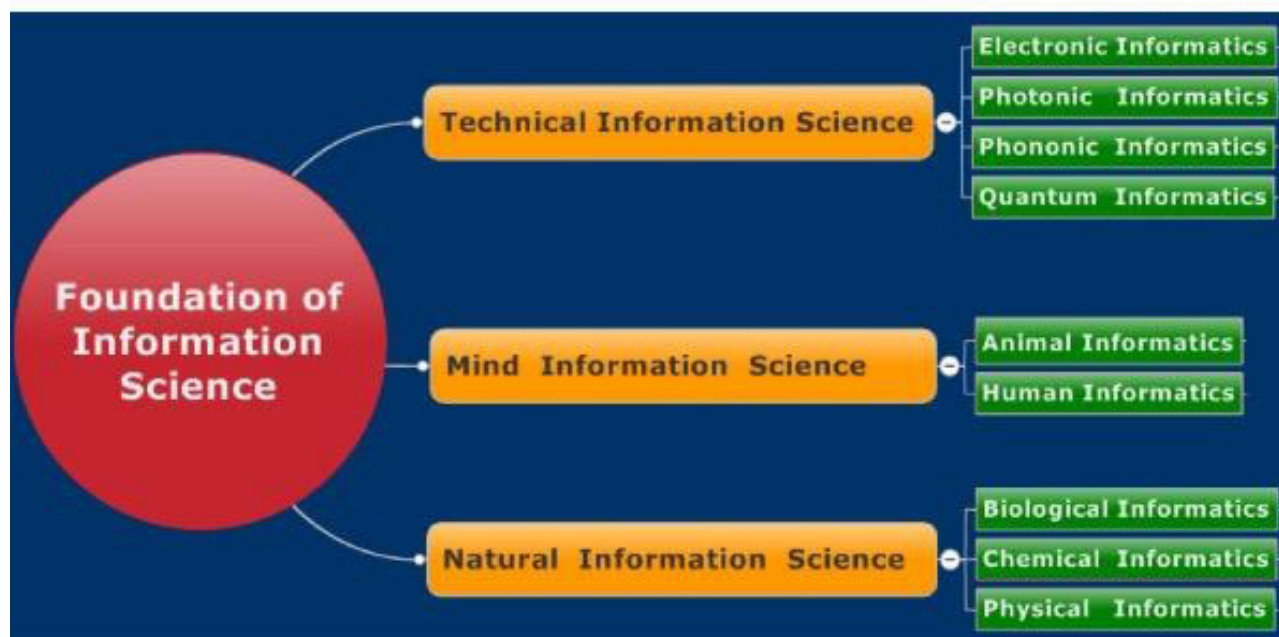 Foundation of
Information
Science
Technical Information Science
Electronic Informatics
Photonic Informatics
Phononic Informatics
Quantum Informatics
Mind Information Science
Animal Informatics
Human Informatics
Natural Information Science
Biological Informatics
Chemical Informatics
Physical Informatics